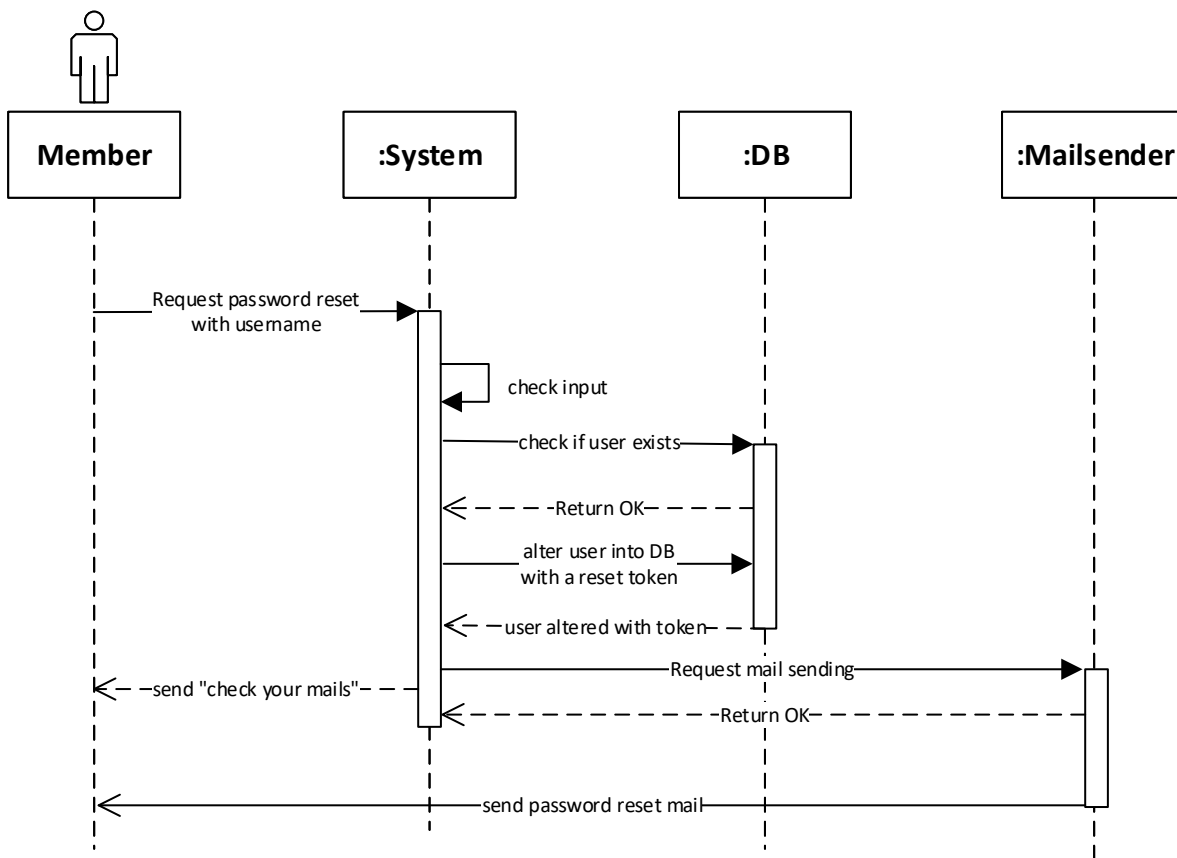 Member
:System
:DB
:Mailsender
Request password reset
with username
check input
check if user exists
Return OK
alter user into DB
with a reset token
user altered with token
Request mail sending
send "check your mails"
Return OK
send password reset mail